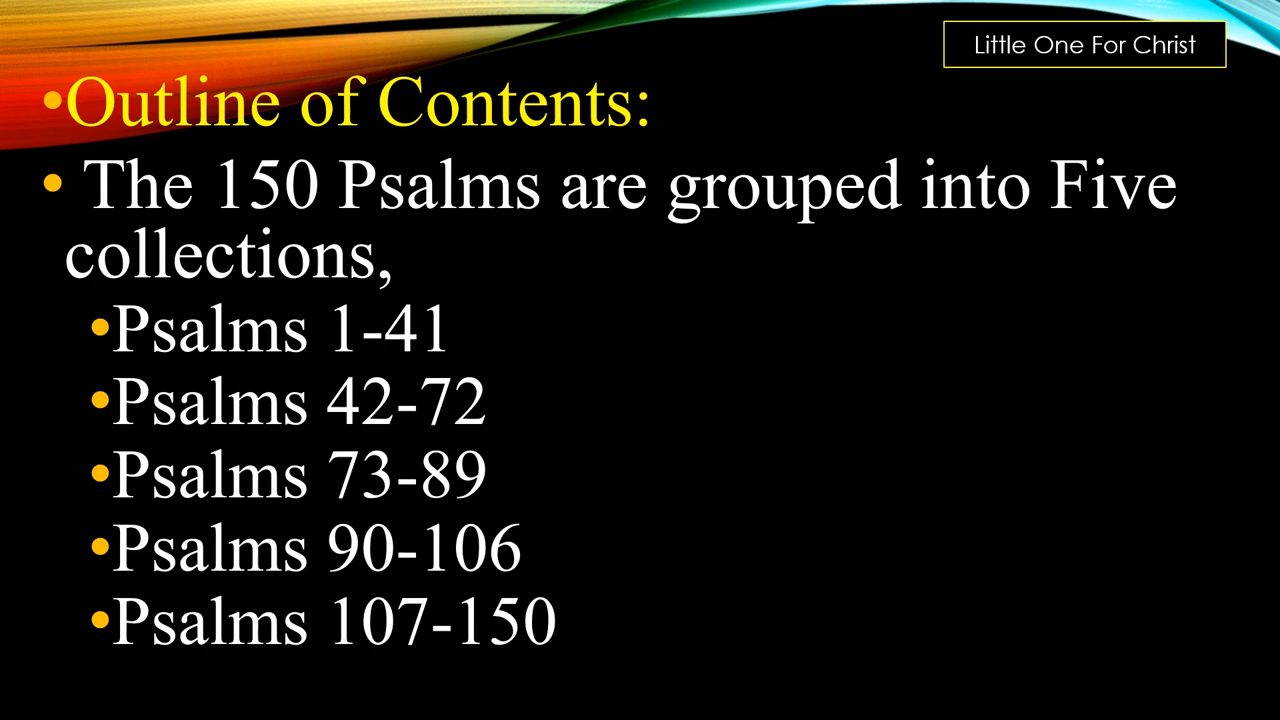 Little One For Christ
•Outline of Contents:
• The 150 Psalms are grouped into Five
collections,
•Psalms 1-41
•Psalms 42-72
•Psalms 73-89
•Psalms 90-106
•Psalms 107-150